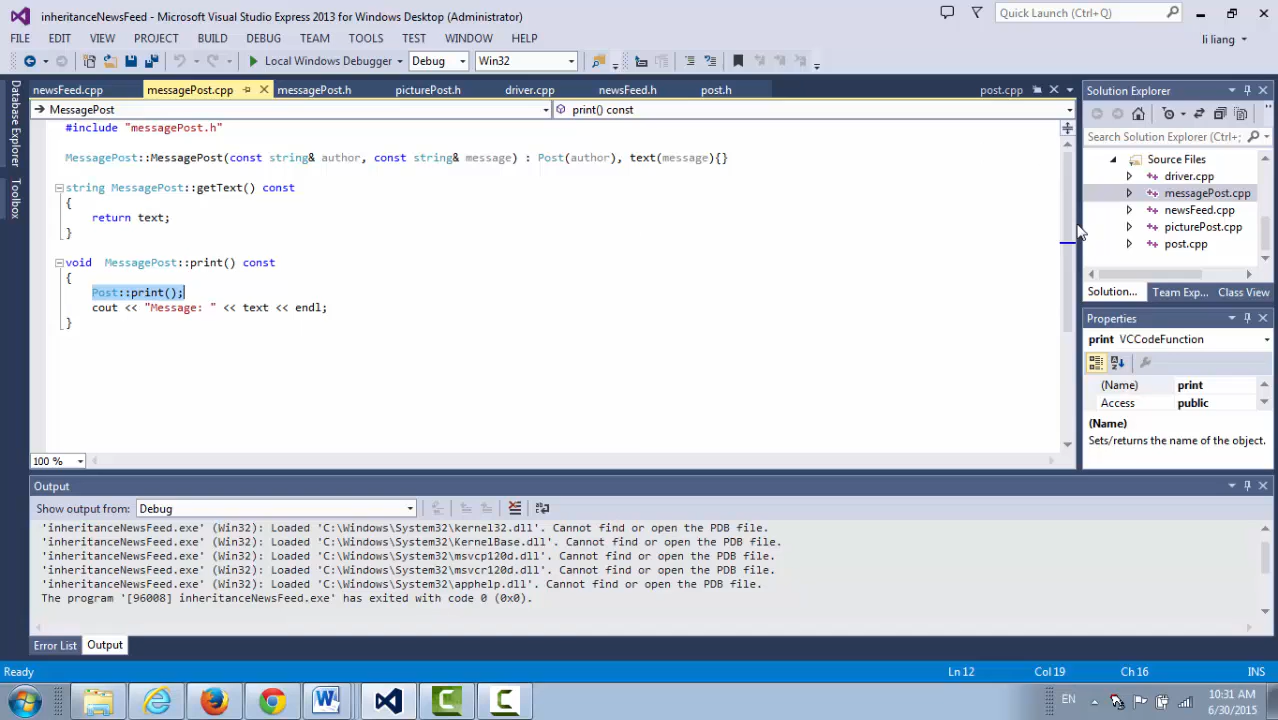 inheritanceNewsFeed - Microsoft Visual Studio Express 2013 for Windows Desktop (Administrator)
Quick Launch (Ctrl+Q)
FILE EDIT VIEW PROJECT BUILD DEBUG TEAM TOOLS TEST WINDOW HELP
li liang
Local Windows Debugger Debug Win32
Database Explorer
Toolbox
newsFeed.cpp messagePost.cpp messagePost.h picturePost.h driver.cpp newsFeed.h post.h post.cpp
MessagePost print() const
#include "messagePost.h"
MessagePost::MessagePost(const string& author, const string& message) : Post(author), text(message){}
string MessagePost::getText() const
{
return text;
}
void MessagePost::print() const
{
Post::print();
cout << "Message: " << text << endl;
}
100 %
Solution Explorer
Search Solution Explorer (Ctrl+;
Source Files
driver.cpp
messagePost.cpp
newsFeed.cpp
picturePost.cpp
post.cpp
Solution... Team Exp... Class View
Properties
print VCCodeFunction
(Name) print
Access public
(Name)
Sets/returns the name of the object.
Output
Show output from: Debug
'inheritanceNewsFeed.exe' (Win32): Loaded 'C:\Windows\System32\kernel32.dll'. Cannot find or open the PDB file.
'inheritanceNewsFeed.exe' (Win32): Loaded 'C:\Windows\System32\KernelBase.dll'. Cannot find or open the PDB file.
'inheritanceNewsFeed.exe' (Win32): Loaded 'C:\Windows\System32\msvcp120d.dll'. Cannot find or open the PDB file.
'inheritanceNewsFeed.exe' (Win32): Loaded 'C:\Windows\System32\msvcr120d.dll'. Cannot find or open the PDB file.
'inheritanceNewsFeed.exe' (Win32): Loaded 'C:\Windows\System32\apphelp.dll'. Cannot find or open the PDB file.
The program '[96008] inheritanceNewsFeed.exe' has exited with code 0 (0x0).
Error List Output
Ready Ln 12 Col 19 Ch 16 INS
EN
10:31 AM
6/30/2015